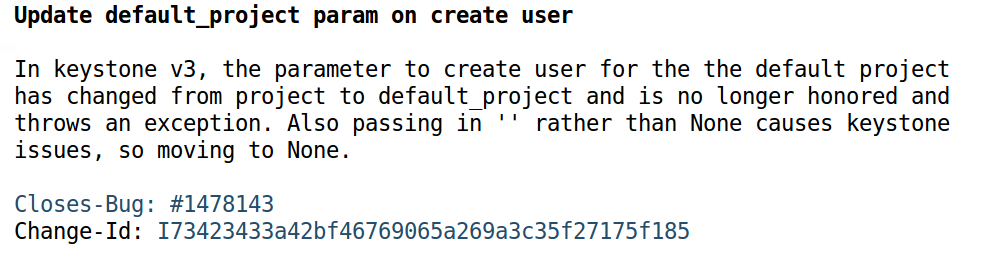 Update default_project param on create user
In keystone v3, the parameter to create user for the the default project
has changed from project to default_project and is no longer honored and
throws an exception. Also passing in '' rather than None causes keystone
issues, so moving to None.
Closes-Bug: #1478143
Change-Id: I73423433a42bf46769065a269a3c35f27175f185